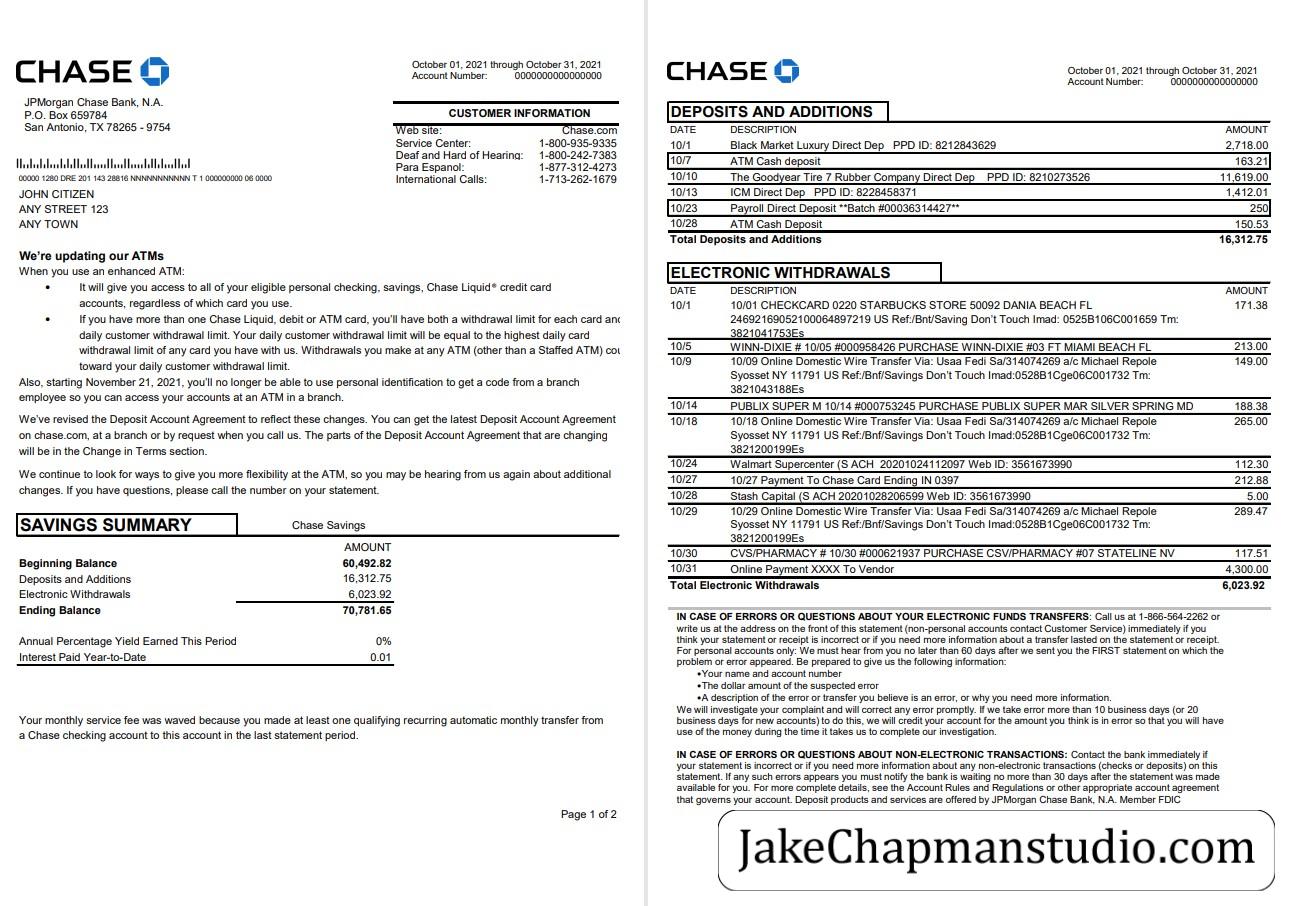 CHASE
October 01, 2021 through October 31, 2021
Account Number: 0000000000000000
JPMorgan Chase Bank, N.A.
P.O. Box 659784
San Antonio, TX 78265 - 9754
CUSTOMER INFORMATION
Web site: Chase.com
Service Center: 1-800-935-9335
Deaf and Hard of Hearing: 1-800-242-7383
Para Espanol: 1-877-312-4273
International Calls: 1-713-262-1679
00000 1280 DRE 201 143 28816 NNNNNNNNNNN T 1 000000000 06 0000
JOHN CITIZEN
ANY STREET 123
ANY TOWN
We're updating our ATMs
When you use an enhanced ATM:
• It will give you access to all of your eligible personal checking, savings, Chase Liquid® credit card
accounts, regardless of which card you use.
• If you have more than one Chase Liquid, debit or ATM card, you'll have both a withdrawal limit for each card and
daily customer withdrawal limit. Your daily customer withdrawal limit will be equal to the highest daily card
withdrawal limit of any card you have with us. Withdrawals you make at any ATM (other than a Staffed ATM) cou
toward your daily customer withdrawal limit.
Also, starting November 21, 2021, you'll no longer be able to use personal identification to get a code from a branch
employee so you can access your accounts at an ATM in a branch.
We've revised the Deposit Account Agreement to reflect these changes. You can get the latest Deposit Account Agreement
on chase.com, at a branch or by request when you call us. The parts of the Deposit Account Agreement that are changing
will be in the Change in Terms section.
We continue to look for ways to give you more flexibility at the ATM, so you may be hearing from us again about additional
changes. If you have questions, please call the number on your statement.
SAVINGS SUMMARY Chase Savings
AMOUNT
Beginning Balance 60,492.82
Deposits and Additions 16,312.75
Electronic Withdrawals 6,023.92
Ending Balance 70,781.65
Annual Percentage Yield Earned This Period 0%
Interest Paid Year-to-Date 0.01
Your monthly service fee was waved because you made at least one qualifying recurring automatic monthly transfer from
a Chase checking account to this account in the last statement period.
Page 1 of 2
CHASE
October 01, 2021 through October 31, 2021
Account Number: 0000000000000000
DEPOSITS AND ADDITIONS
DATE DESCRIPTION AMOUNT
10/1 Black Market Luxury Direct Dep PPD ID: 8212843629 2,718.00
10/7 ATM Cash deposit 163.21
10/10 The Goodyear Tire 7 Rubber Company Direct Dep PPD ID: 8210273526 11,619.00
10/13 ICM Direct Dep PPD ID: 8228458371 1,412.01
10/23 Payroll Direct Deposit **Batch #00036314427** 250
10/28 ATM Cash Deposit 150.53
Total Deposits and Additions 16,312.75
ELECTRONIC WITHDRAWALS
DATE DESCRIPTION AMOUNT
10/1 10/01 CHECKCARD 0220 STARBUCKS STORE 50092 DANIA BEACH FL 171.38
24692169052100064897219 US Ref:/Bnt/Saving Don't Touch Imad: 0525B106C001659 Tm:
3821041753Es
10/5 WINN-DIXIE # 10/05 #000958426 PURCHASE WINN-DIXIE #03 FT MIAMI BEACH FL 213.00
10/9 10/09 Online Domestic Wire Transfer Via: Usaa Fedi Sa/314074269 a/c Michael Repole 149.00
Syosset NY 11791 US Ref:/Bnf/Savings Don't Touch Imad:0528B1Cge06C001732 Tm:
3821043188Es
10/14 PUBLIX SUPER M 10/14 #000753245 PURCHASE PUBLIX SUPER MAR SILVER SPRING MD 188.38
10/18 10/18 Online Domestic Wire Transfer Via: Usaa Fedi Sa/314074269 a/c Michael Repole 265.00
Syosset NY 11791 US Ref:/Bnf/Savings Don't Touch Imad:0528B1Cge06C001732 Tm:
3821200199Es
10/24 Walmart Supercenter (S ACH 20201024112097 Web ID: 3561673990 112.30
10/27 10/27 Payment To Chase Card Ending IN 0397 212.88
10/28 Stash Capital (S ACH 20201028206599 Web ID: 3561673990 5.00
10/29 10/29 Online Domestic Wire Transfer Via: Usaa Fedi Sa/314074269 a/c Michael Repole 289.47
Syosset NY 11791 US Ref:/Bnf/Savings Don't Touch Imad:0528B1Cge06C001732 Tm:
3821200199Es
10/30 CVS/PHARMACY # 10/30 #000621937 PURCHASE CSV/PHARMACY #07 STATELINE NV 117.51
10/31 Online Payment XXXX To Vendor 4,300.00
Total Electronic Withdrawals 6,023.92
IN CASE OF ERRORS OR QUESTIONS ABOUT YOUR ELECTRONIC FUNDS TRANSFERS: Call us at 1-866-564-2262 or
write us at the address on the front of this statement (non-personal accounts contact Customer Service) immediately if you
think your statement or receipt is incorrect or if you need more information about a transfer lasted on the statement or receipt.
For personal accounts only: We must hear from you no later than 60 days after we sent you the FIRST statement on which the
problem or error appeared. Be prepared to give us the following information:
•Your name and account number
•The dollar amount of the suspected error
•A description of the error or transfer you believe is an error, or why you need more information.
We will investigate your complaint and will correct any error promptly. If we take error more than 10 business days (or 20
business days for new accounts) to do this, we will credit your account for the amount you think is in error so that you will have
use of the money during the time it takes us to complete our investigation.
IN CASE OF ERRORS OR QUESTIONS ABOUT NON-ELECTRONIC TRANSACTIONS: Contact the bank immediately if
your statement is incorrect or if you need more information about any non-electronic transactions (checks or deposits) on this
statement. If any such errors appears you must notify the bank is waiting no more than 30 days after the statement was made
available for you. For more complete details, see the Account Rules and Regulations or other appropriate account agreement
that governs your account. Deposit products and services are offered by JPMorgan Chase Bank, N.A. Member FDIC
JakeChapmanstudio.com